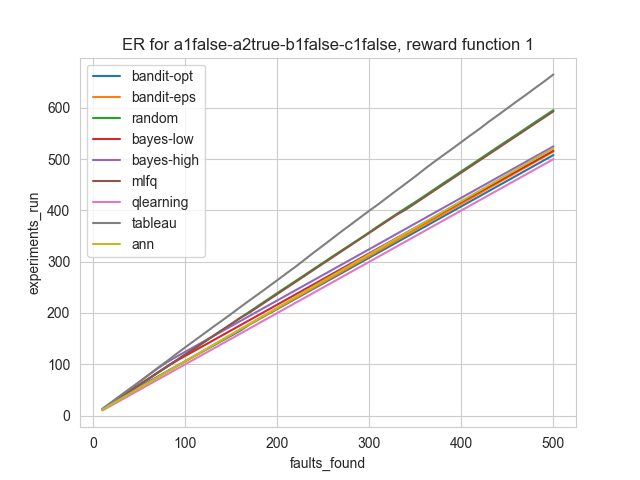 ER for a1false-a2true-b1false-c1false, reward function 1
bandit-opt
bandit-eps
random
bayes-low
bayes-high
mlfq
qlearning
tableau
ann
experiments_run
600
500
400
300
200
100
0
0 100 200 300 400 500
faults_found